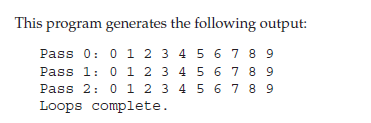 This program generates the following output:
Pass 0: 0 1 2 3 4 5 6 7 8 9
Pass 1: 0 1 2 3 4 5 6 7 8 9
Pass 2: 0 1 2 3 4 5 6 7 8 9
Loops complete.